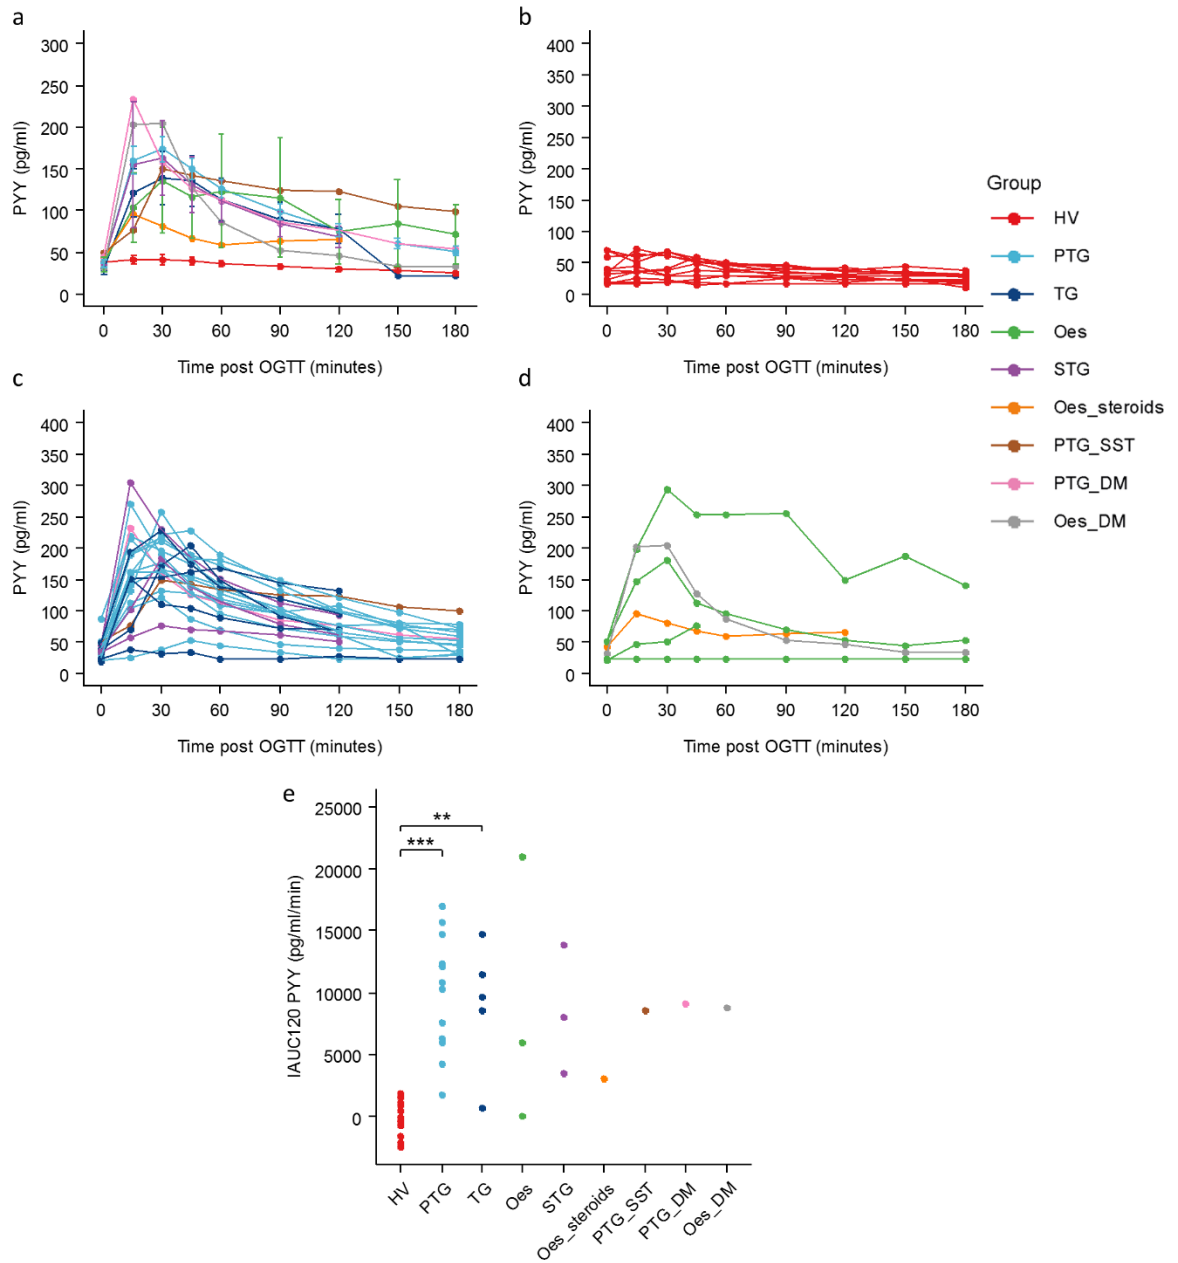 a
300
250
200
150
100
50
0
PYY (pg/ml)
0 15 30 45 60 90 120 150 180
Time post OGTT (minutes)
b
400
350
300
250
200
150
100
50
0
PYY (pg/ml)
0 15 30 45 60 90 120 150 180
Time post OGTT (minutes)
Group
HV
PTG
TG
Oes
STG
Oes_steroids
PTG_SST
PTG_DM
Oes_DM
c
400
350
300
250
200
150
100
50
0
PYY (pg/ml)
0 30 60 90 120 150 180
Time post OGTT (minutes)
d
400
350
300
250
200
150
100
50
0
PYY (pg/ml)
0 30 60 90 120 150 180
Time post OGTT (minutes)
e
25000
20000
15000
10000
5000
0
IAUC120 PYY (pg/ml/min)
**
***
HV PTG TG Oes STG Oes_steroids PTG_SST PTG_DM Oes_DM